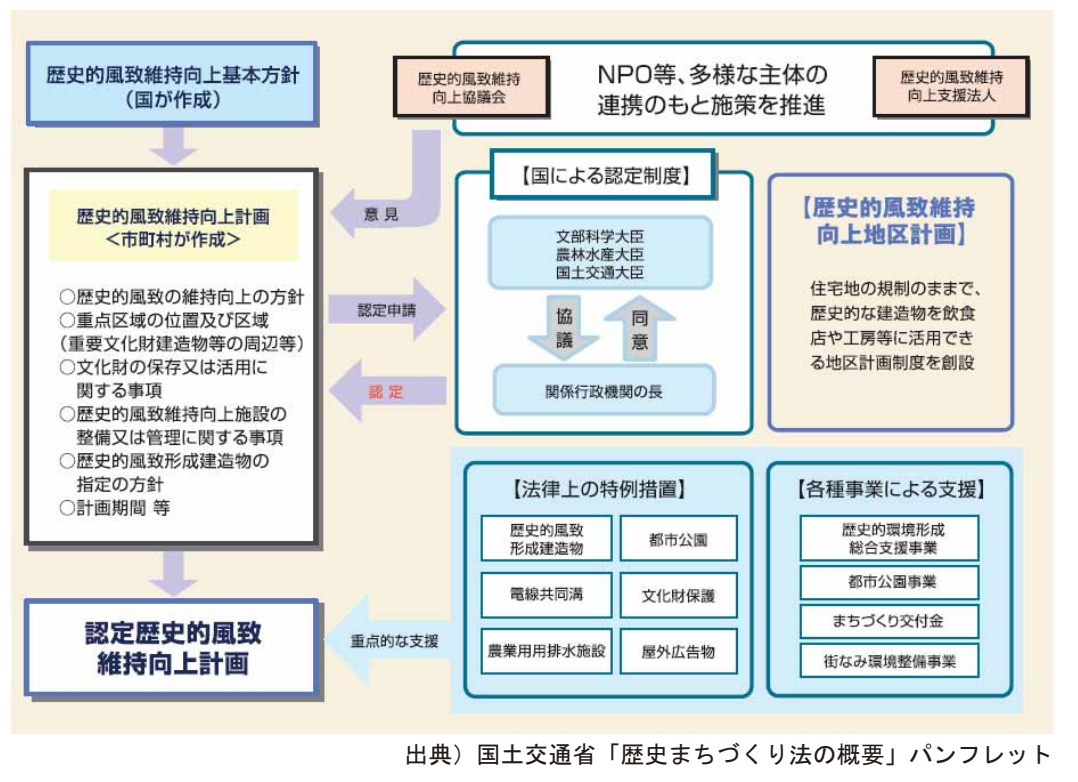 歴史的風致維持向上基本方針
（国が作成）
歴史的風致維持
向上協議会
NPO等、多様な主体の
連携のもと施策を推進
歴史的風致維持
向上支援法人
歴史的風致維持向上計画
＜市町村が作成＞
○歴史的風致の維持向上の方針
○重点区域の位置及び区域
（重要文化財建造物等の周辺等）
○文化財の保存又は活用に
関する事項
○歴史的風致維持向上施設の
整備又は管理に関する事項
○歴史的風致形成建造物の
指定の方針
○計画期間 等
意見
認定申請
認定
【国による認定制度】
文部科学大臣
農林水産大臣
国土交通大臣
協議
同意
関係行政機関の長
【歴史的風致維持
向上地区計画】
住宅地の規制のままで、
歴史的な建造物を飲食
店や工房等に活用でき
る地区計画制度を創設
認定歴史的風致
維持向上計画
重点的な支援
【法律上の特例措置】
歴史的風致
形成建造物
都市公園
電線共同溝
文化財保護
農業用用排水施設
屋外広告物
【各種事業による支援】
歴史的環境形成
総合支援事業
都市公園事業
まちづくり交付金
街なみ環境整備事業
出典）国土交通省「歴史まちづくり法の概要」パンフレット